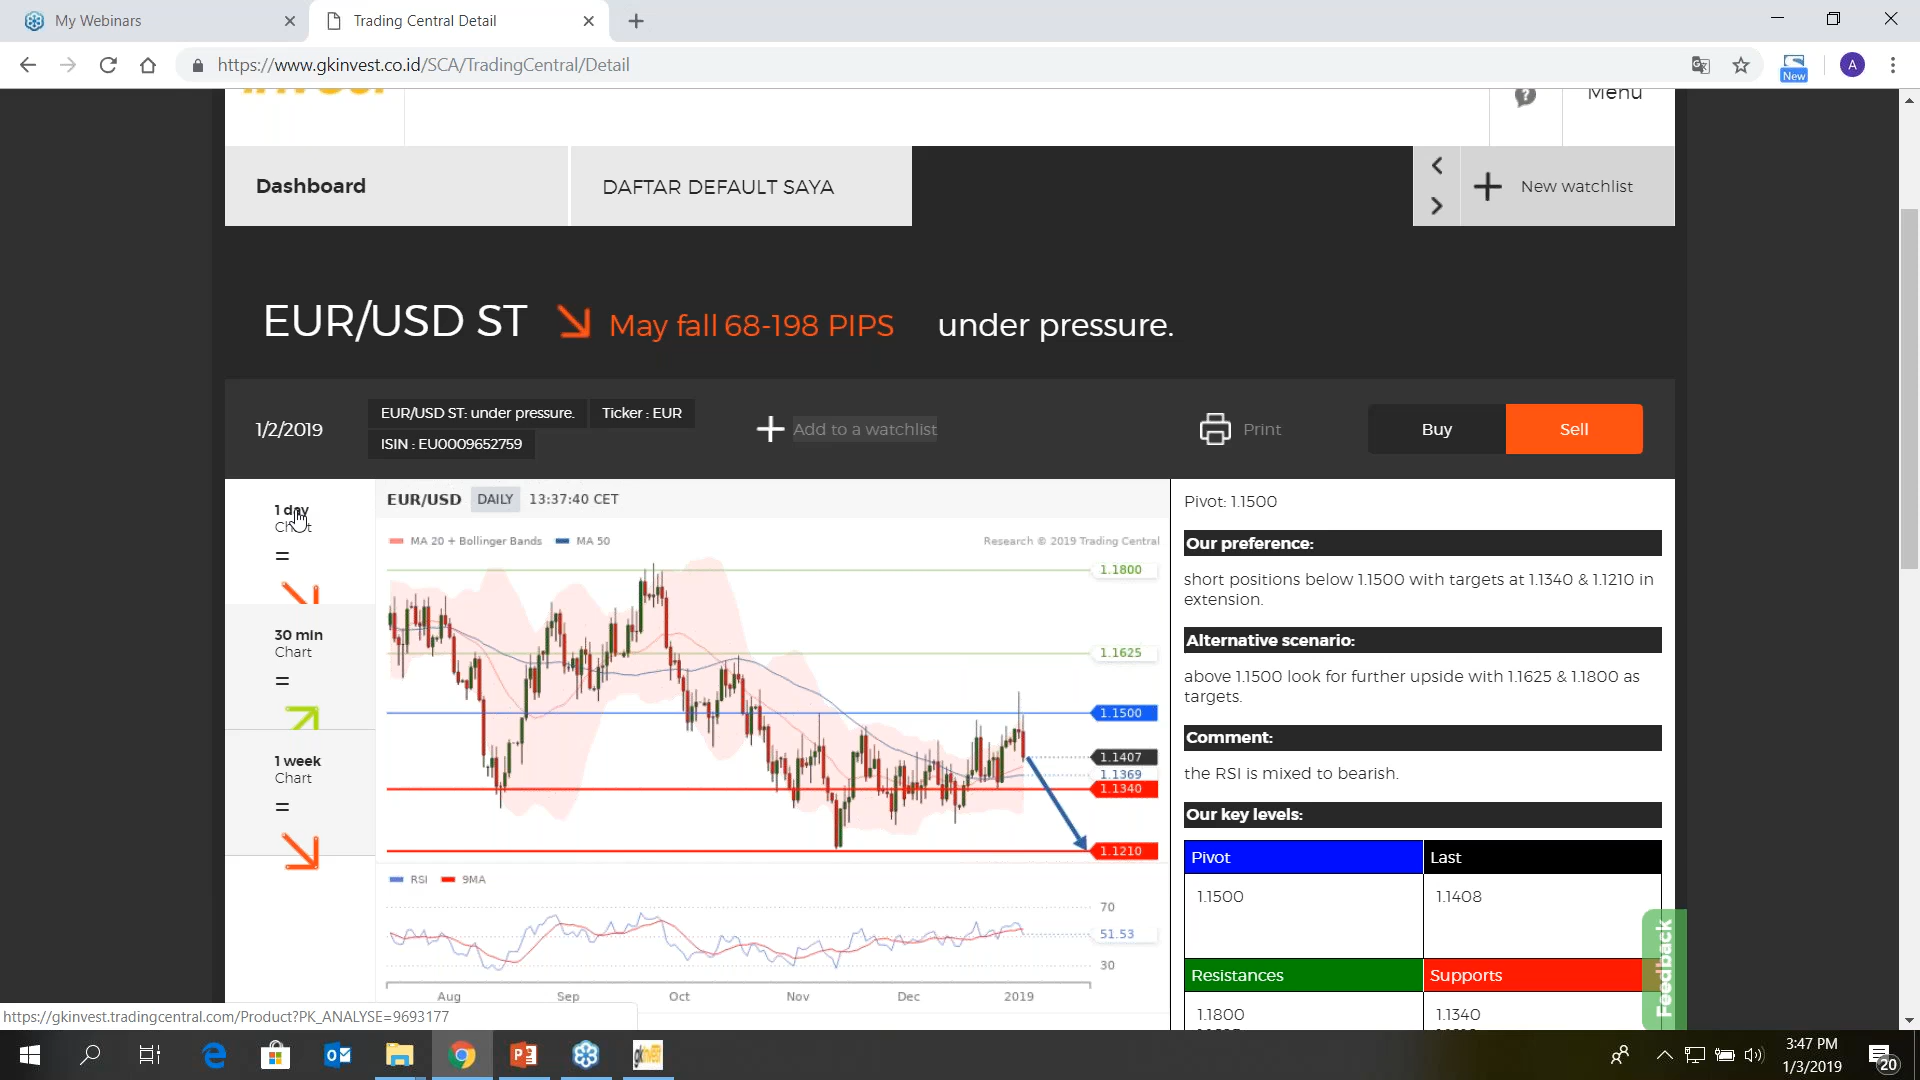 My Webinars
Trading Central Detail
https://www.gkinvest.co.id/SCA/TradingCentral/Detail
New
A
invest
Menu
Dashboard
DAFTAR DEFAULT SAYA
New watchlist
EUR/USD ST
May fall 68-198 PIPS
under pressure.
1/2/2019
EUR/USD ST: under pressure.
Ticker : EUR
ISIN : EU0009652759
Add to a watchlist
Print
Buy
Sell
1 day
Chart
=
30 min
Chart
=
1 week
Chart
=
EUR/USD DAILY 13:37:40 CET
MA 20 + Bollinger Bands
MA 50
Research © 2019 Trading Central
1.1800
1.1625
1.1500
1.1407
1.1369
1.1340
1.1210
RSI
9MA
70
51.53
30
Aug
Sep
Oct
Nov
Dec
2019
Pivot: 1.1500
Our preference:
short positions below 1.1500 with targets at 1.1340 & 1.1210 in
extension.
Alternative scenario:
above 1.1500 look for further upside with 1.1625 & 1.1800 as
targets.
Comment:
the RSI is mixed to bearish.
Our key levels:
Pivot
Last
1.1500
1.1408
Resistances
Supports
1.1800
1.1340
Feedback
https://gkinvest.tradingcentral.com/Product?PK_ANALYSE=9693177
gkinvest
3:47 PM
1/3/2019
20